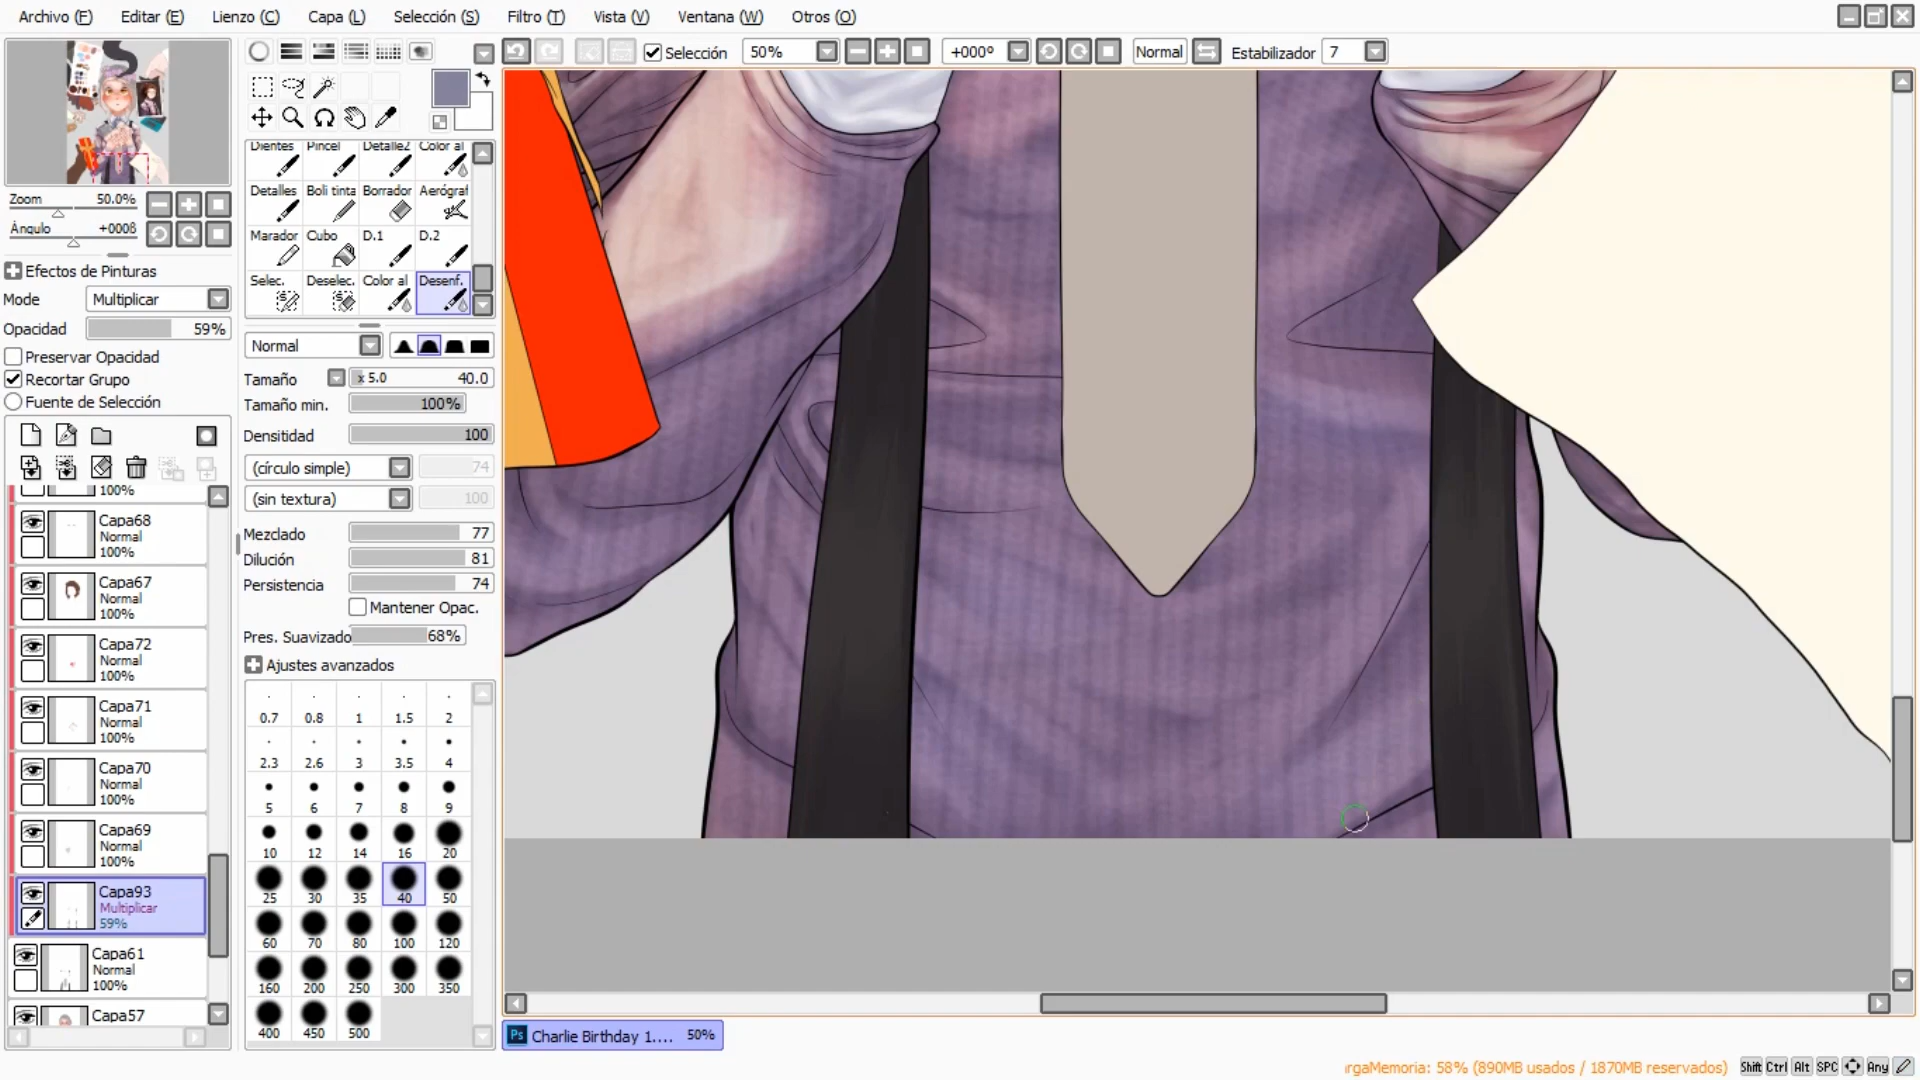 Archivo (F) Editar (E) Lienzo (C) Capa (L) Selección (S) Filtro (T) Vista (V) Ventana (W) Otros (O)
Selección 50% +000º Normal Estabilizador 7
Zoom 50.0%
Ángulo +000ß
Efectos de Pinturas
Mode Multiplicar
Opacidad 59%
Preservar Opacidad
Recortar Grupo
Fuente de Selección
100%
Capa68
Normal
100%
Capa67
Normal
100%
Capa72
Normal
100%
Capa71
Normal
100%
Capa70
Normal
100%
Capa69
Normal
100%
Capa93
Multiplicar
59%
Capa61
Normal
100%
Capa57
Dientes Pincel Detalle2 Color al
Detalles Boli tinta Borrador Aerógraf
Marador Cubo D.1 D.2
Selec. Deselec. Color al Desenf.
Normal
Tamaño x 5.0 40.0
Tamaño min. 100%
Densitidad 100
(círculo simple) 74
(sin textura) 100
Mezclado 77
Dilución 81
Persistencia 74
Mantener Opac.
Pres. Suavizado 68%
Ajustes avanzados
0.7 0.8 1 1.5 2
2.3 2.6 3 3.5 4
5 6 7 8 9
10 12 14 16 20
25 30 35 40 50
60 70 80 100 120
160 200 250 300 350
400 450 500
Ps Charlie Birthday 1.... 50%
rgaMemoria: 58% (890MB usados / 1870MB reservados) Shift Ctrl Alt SPC Any